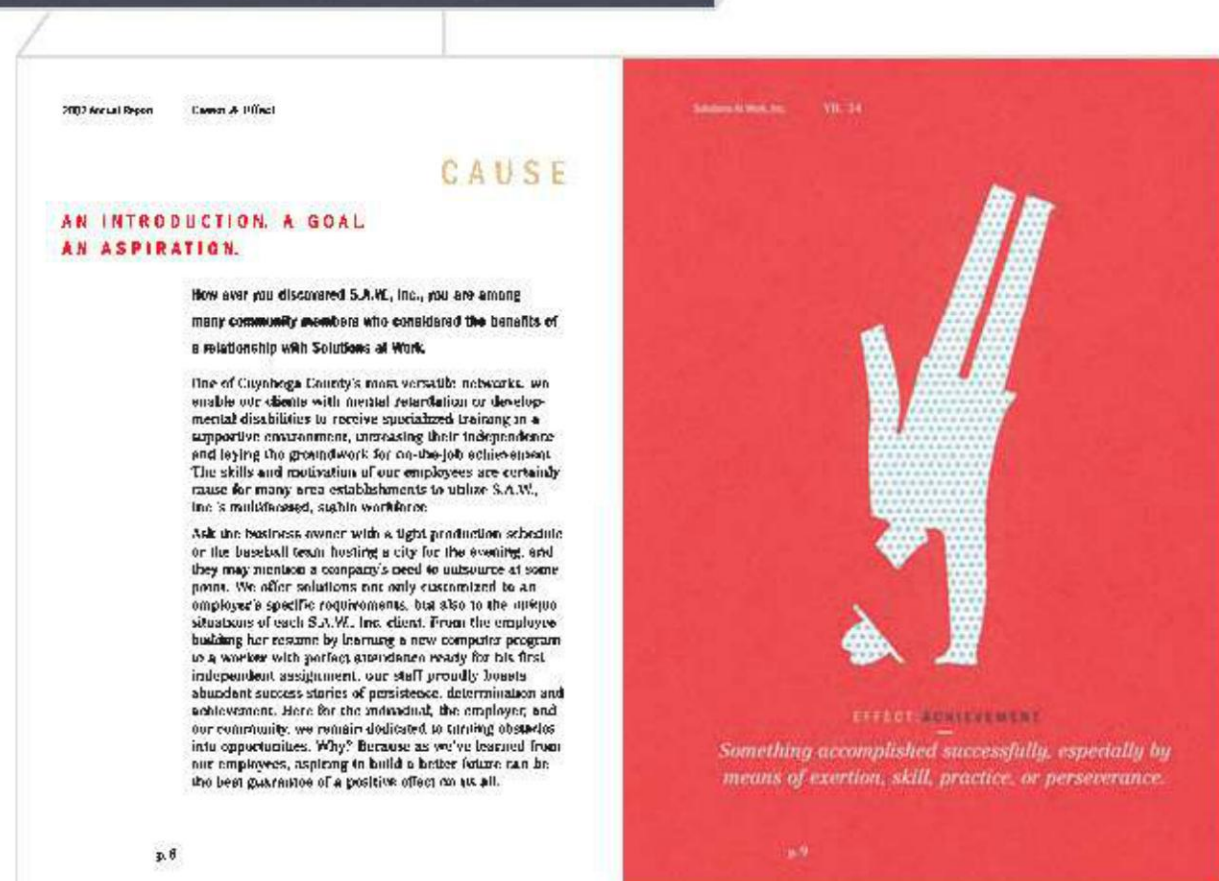 2002 Annual Report
Cause & Effect
CAUSE
AN INTRODUCTION. A GOAL.
AN ASPIRATION.
How ever you discovered S.A.W., Inc., you are among
many community members who considered the benefits of
a relationship with Solutions at Work.
One of Cuyahoga County's most versatile networks, we
enable our clients with mental retardation or develop-
mental disabilities to receive specialized training in a
supportive environment, increasing their independence
and laying the groundwork for on-the-job achievement.
The skills and motivation of our employees are certainly
cause for many area establishments to utilize S.A.W.,
Inc.'s multifaceted, stable workforce.
Ask the business owner with a tight production schedule
or the baseball team hosting a city for the evening, and
they may mention a company's need to outsource at some
point. We offer solutions not only customized to an
employer's specific requirements, but also to the unique
situations of each S.A.W., Inc. client. From the employee
building her resume by learning a new computer program
to a worker with perfect attendance ready for his first
independent assignment, our staff proudly boasts
abundant success stories of persistence, determination and
achievement. Here for the individual, the employer, and
our community, we remain dedicated to turning obstacles
into opportunities. Why? Because as we've learned from
our employees, aspiring to build a better future can be
the best guarantee of a positive effect on us all.
p. 8
Solutions At Work, Inc.
YR. 34
EFFECT ACHIEVEMENT
Something accomplished successfully, especially by
means of exertion, skill, practice, or perseverance.
p. 9